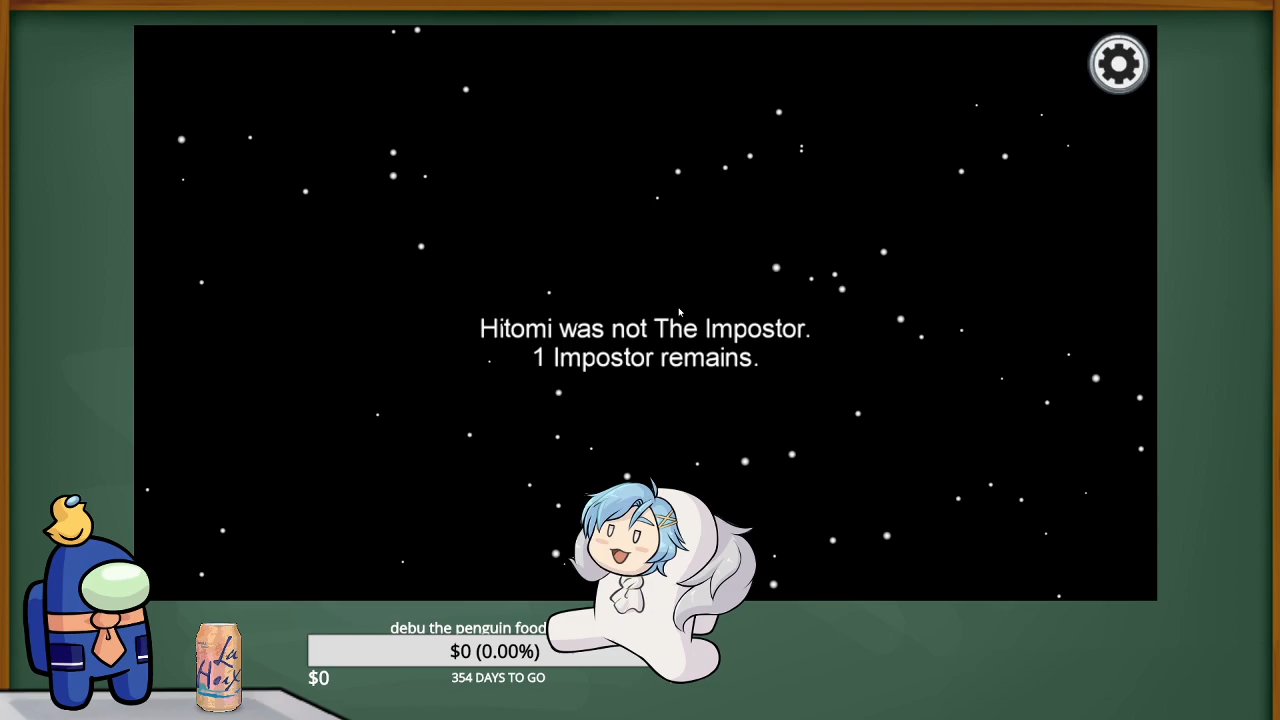 Hitomi was not The Impostor.
1 Impostor remains.
debu the penguin food
$0 (0.00%)
$0
354 DAYS TO GO
La